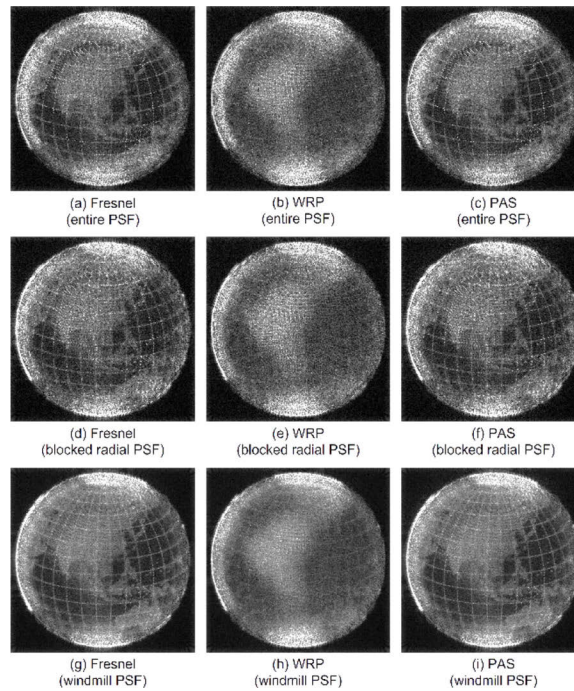 (a) Fresnel
(entire PSF)
(b) WRP
(entire PSF)
(c) PAS
(entire PSF)
(d) Fresnel
(blocked radial PSF)
(e) WRP
(blocked radial PSF)
(f) PAS
(blocked radial PSF)
(g) Fresnel
(windmill PSF)
(h) WRP
(windmill PSF)
(i) PAS
(windmill PSF)